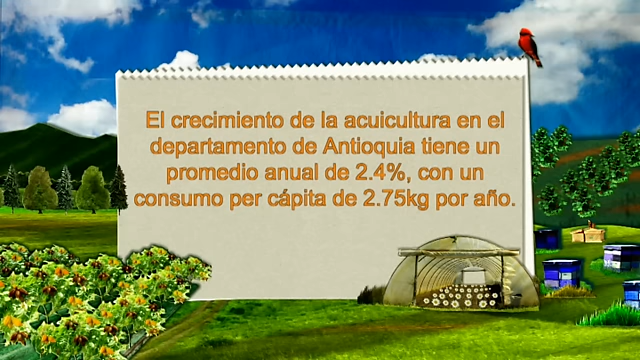 El crecimiento de la acuicultura en el
departamento de Antioquia tiene un
promedio anual de 2.4%, con un
consumo per cápita de 2.75kg por año.